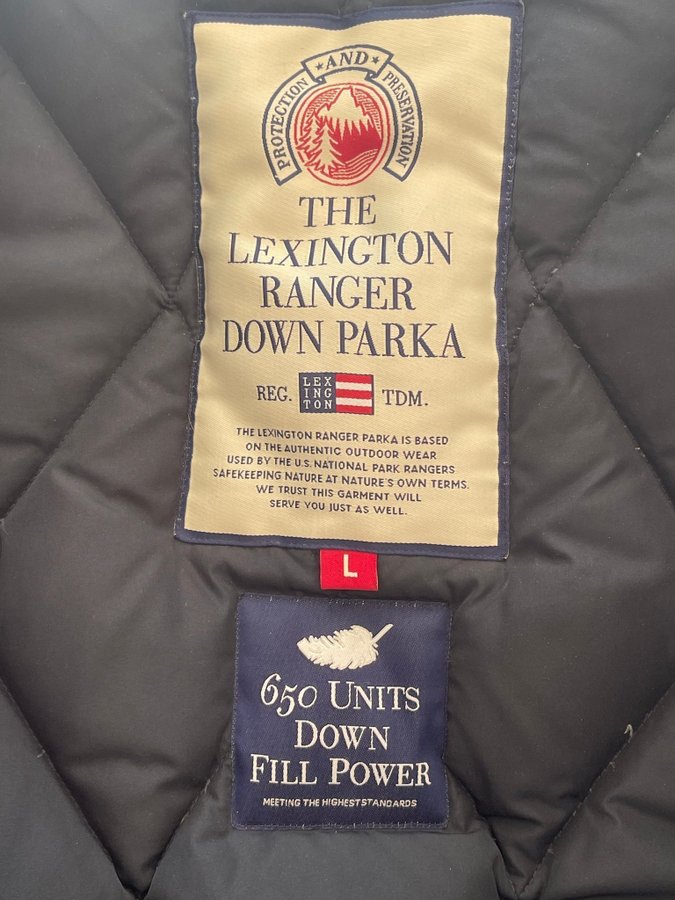 PROTECTION ★AND★ PRESERVATION
THE
LEXINGTON
RANGER
DOWN PARKA
REG. LEX
ING
TON TDM.
THE LEXINGTON RANGER PARKA IS BASED
ON THE AUTHENTIC OUTDOOR WEAR
USED BY THE U.S. NATIONAL PARK RANGERS
SAFEKEEPING NATURE AT NATURE'S OWN TERMS.
WE TRUST THIS GARMENT WILL
SERVE YOU JUST AS WELL.
L
650 UNITS
DOWN
FILL POWER
MEETING THE HIGHEST STANDARDS